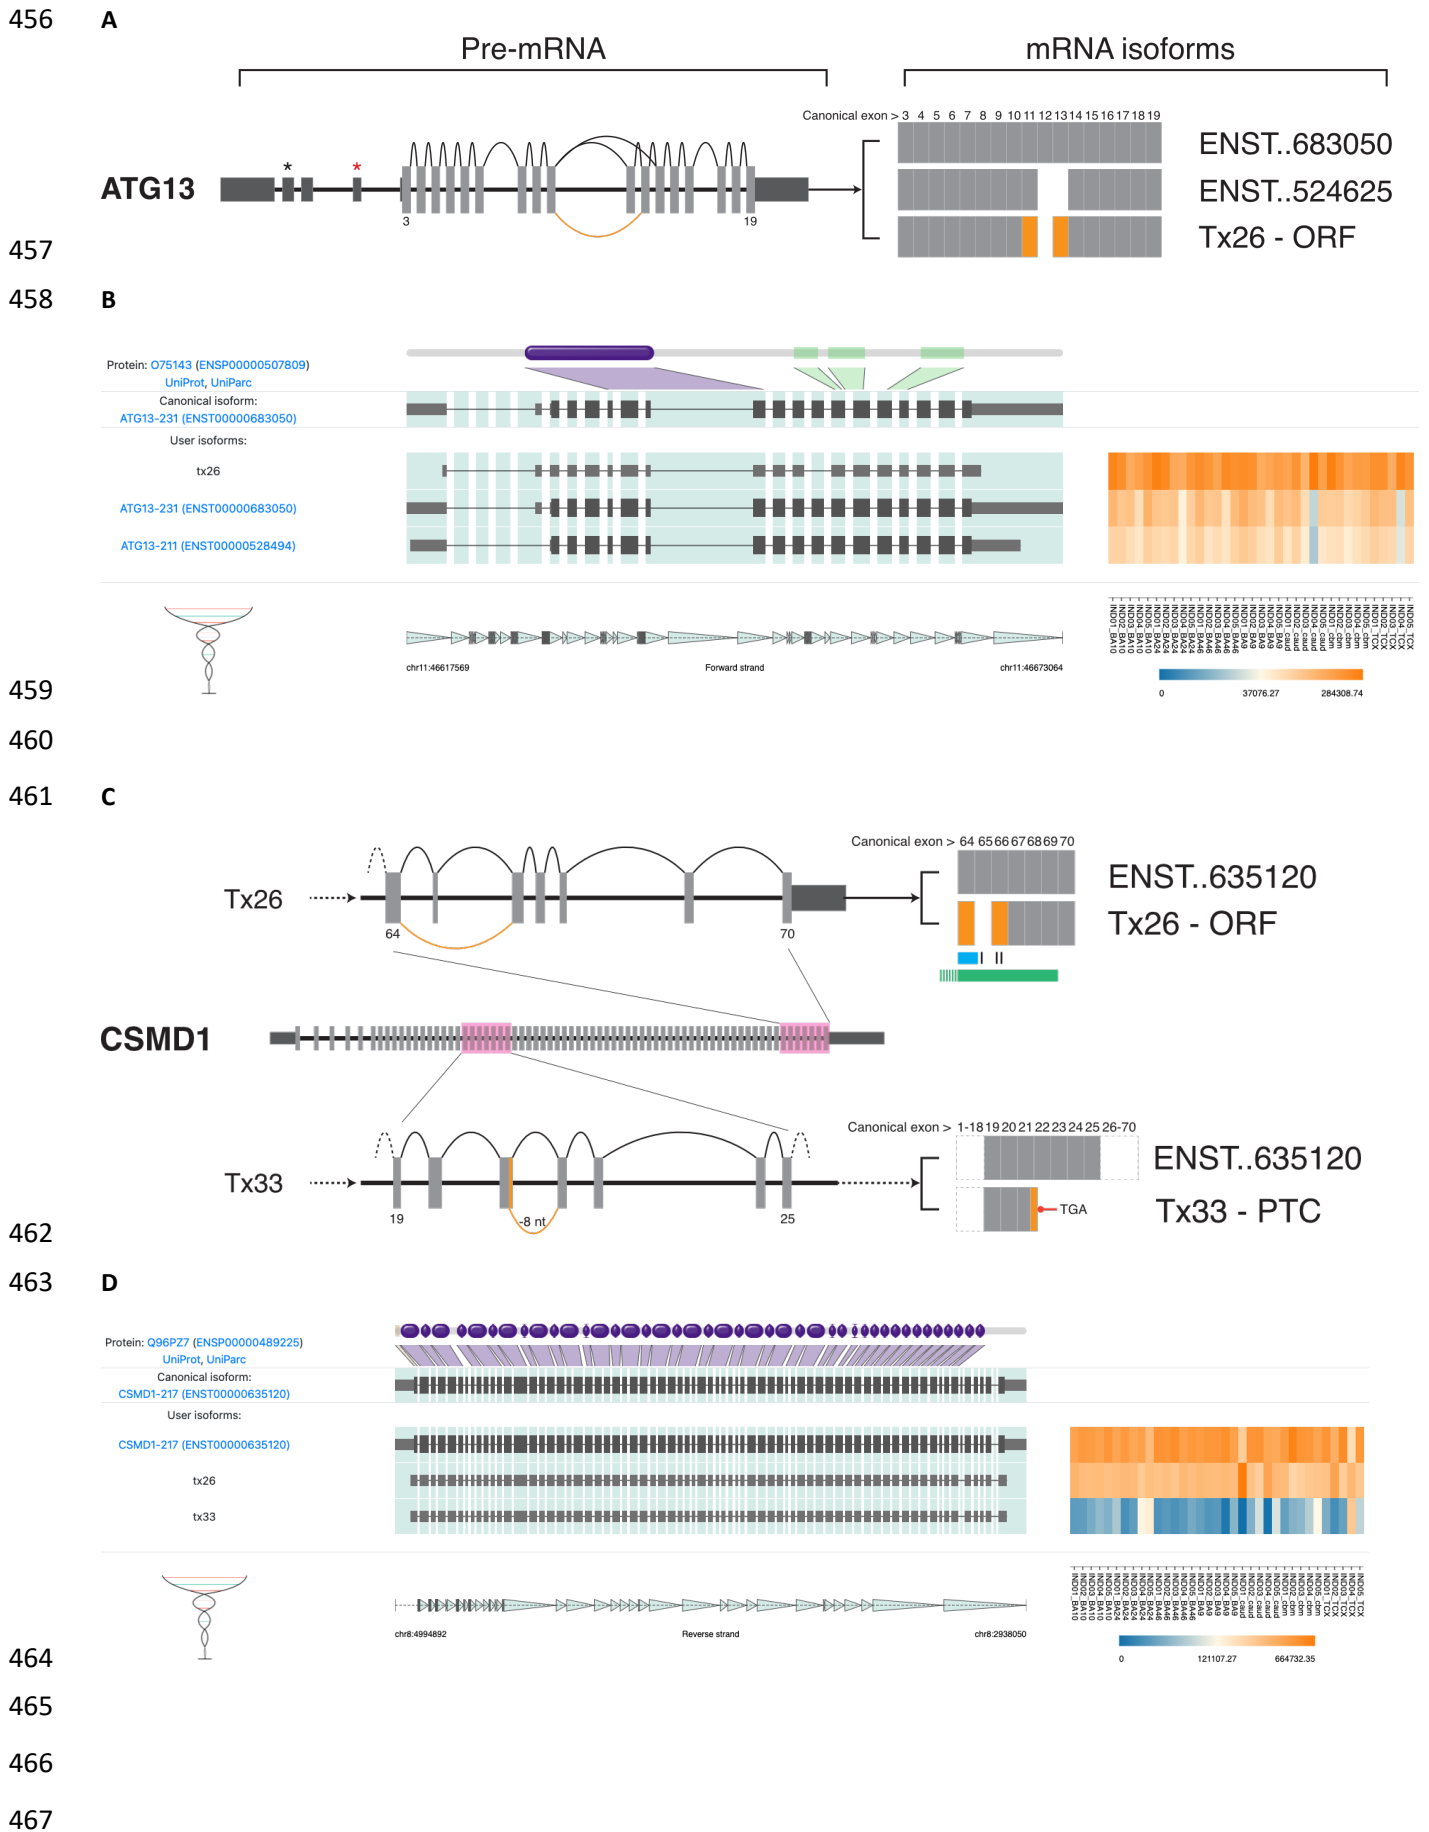 456 A
Pre-mRNA mRNA isoforms
Canonical exon > 3 4 5 6 7 8 9 10 11 12 13 14 15 16 17 18 19
* *
ATG13
ENST..683050
ENST..524625
Tx26 - ORF
3 19
457
458 B
Protein: O75143 (ENSP00000507809)
UniProt, UniParc
Canonical isoform:
ATG13-231 (ENST00000683050)
User isoforms:
tx26
ATG13-231 (ENST00000683050)
ATG13-211 (ENST00000528494)
chr11:46617569 Forward strand chr11:46673064
0 37076.27 284308.74
459
460
461 C
Canonical exon > 64 65 66 67 68 69 70
Tx26
ENST..635120
Tx26 - ORF
64 70
CSMD1
Canonical exon > 1-18 19 20 21 22 23 24 25 26-70
Tx33
ENST..635120
TGA
Tx33 - PTC
19 -8 nt 25
462
463 D
Protein: Q96PZ7 (ENSP00000489225)
UniProt, UniParc
Canonical isoform:
CSMD1-217 (ENST00000635120)
User isoforms:
CSMD1-217 (ENST00000635120)
tx26
tx33
chr8:4994892 Reverse strand chr8:2938050
0 121107.27 664732.35
464
465
466
467